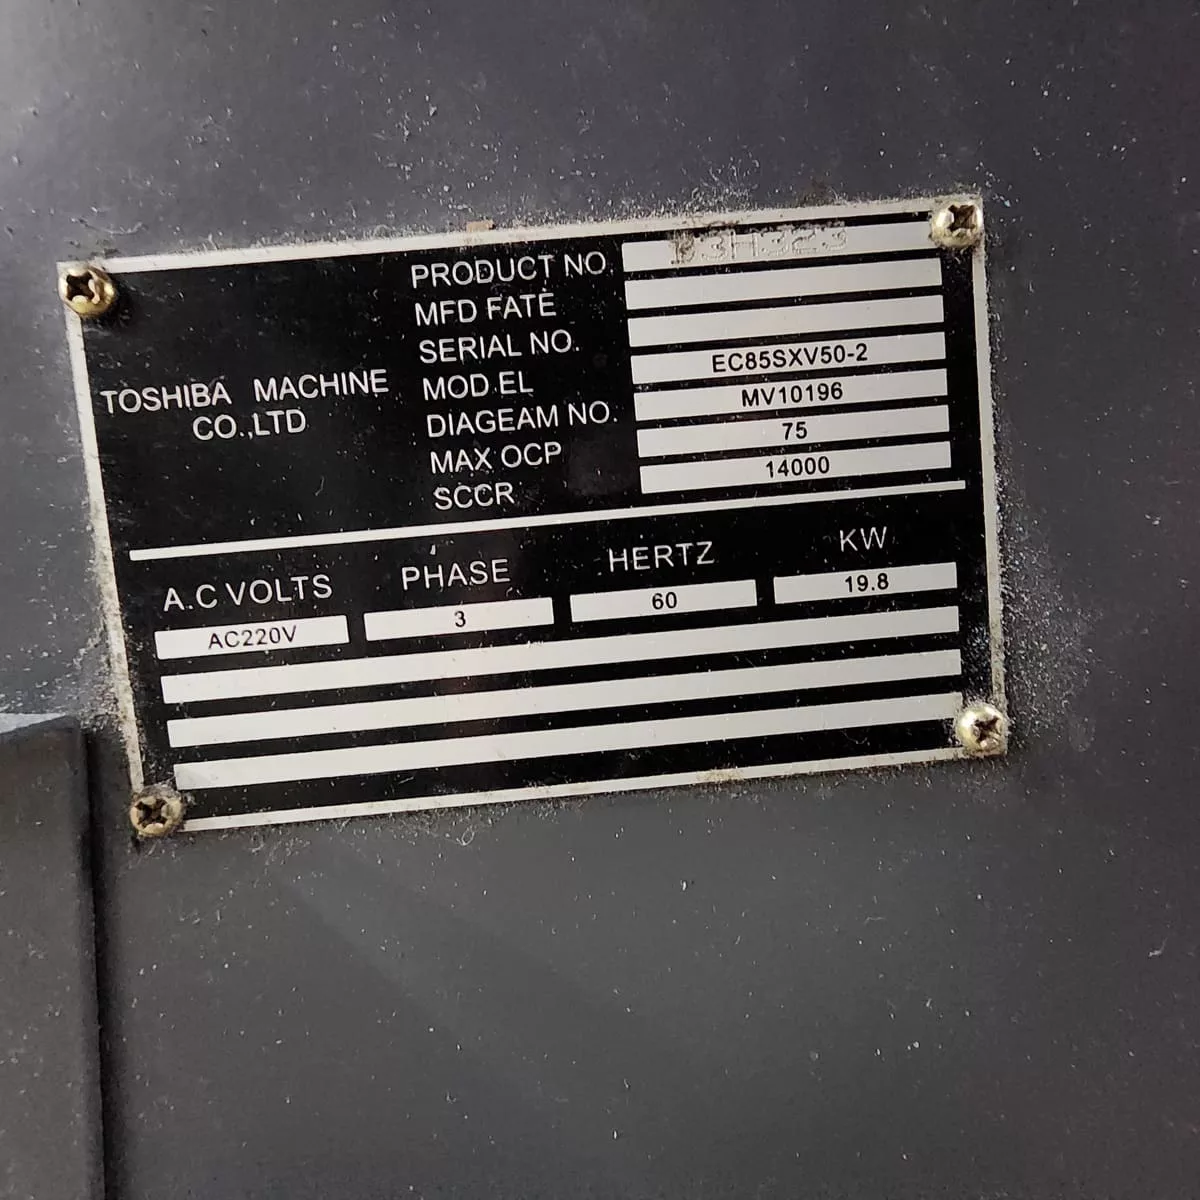 TOSHIBA MACHINE
CO.,LTD
PRODUCT NO.
MFD FATE
SERIAL NO.
MOD.EL EC85SXV50-2
DIAGEAM NO. MV10196
MAX OCP 75
SCCR 14000
A.C VOLTS PHASE HERTZ KW
AC220V 3 60 19.8